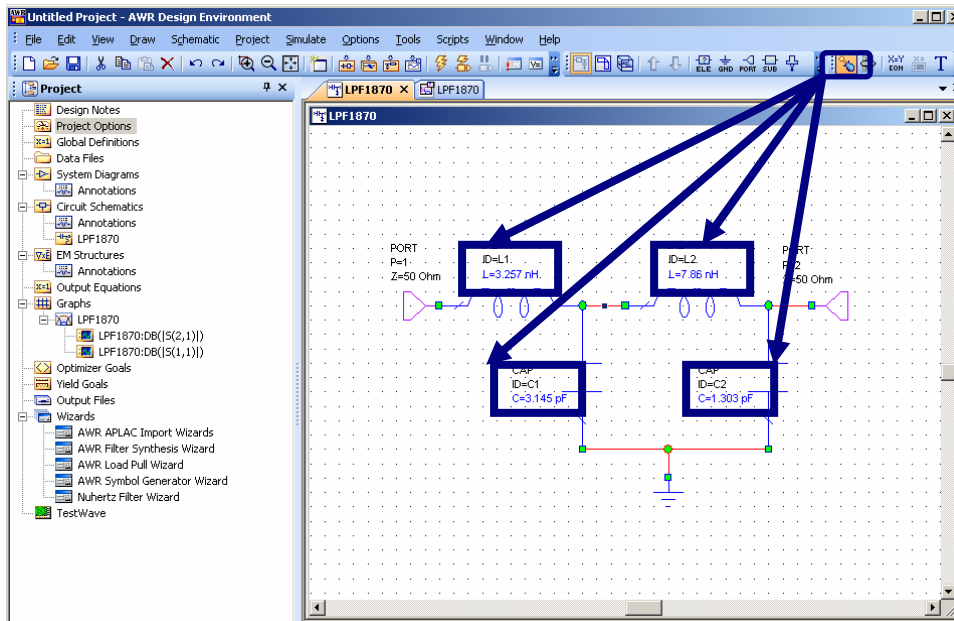 Untitled Project - AWR Design Environment
File Edit View Draw Schematic Project Simulate Options Tools Scripts Window Help
ELE GND PORT SUB X=Y EQN T
Project
LPF1870 LPF1870
Design Notes
Project Options
Global Definitions
Data Files
System Diagrams
Annotations
Circuit Schematics
Annotations
LPF1870
EM Structures
Annotations
Output Equations
Graphs
LPF1870
LPF1870:DB(|S(2,1)|)
LPF1870:DB(|S(1,1)|)
Optimizer Goals
Yield Goals
Output Files
Wizards
AWR APLAC Import Wizards
AWR Filter Synthesis Wizard
AWR Load Pull Wizard
AWR Symbol Generator Wizard
Nuhertz Filter Wizard
TestWave
LPF1870
PORT
P=1
Z=50 Ohm
ID=L1
L=3.257 nH
ID=L2
L=7.86 nH
CAP
ID=C1
C=3.145 pF
CAP
ID=C2
C=1.303 pF